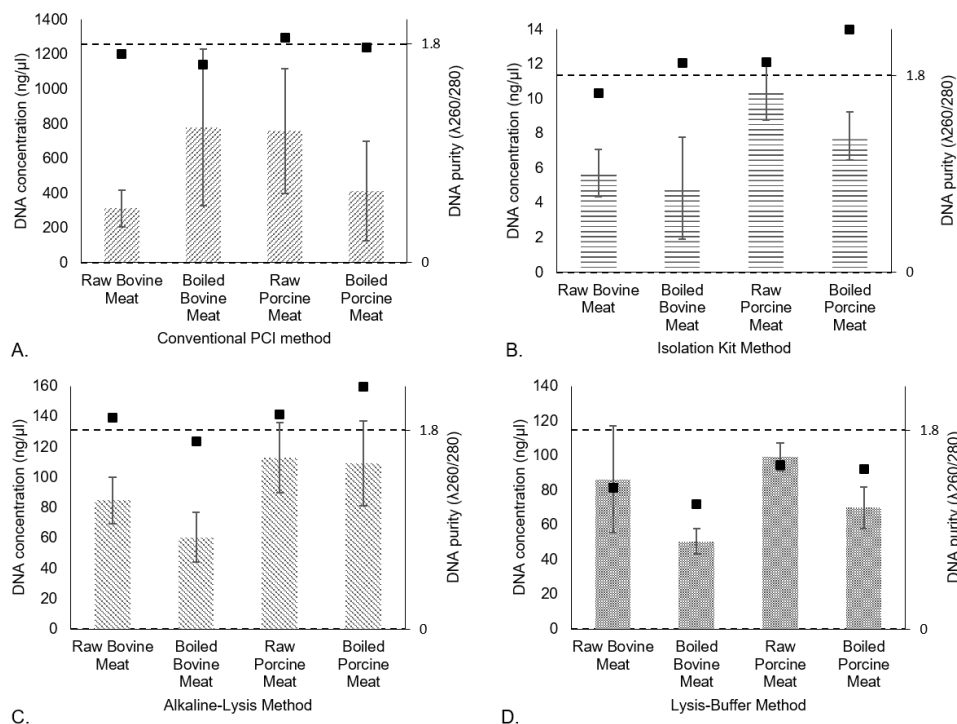 DNA concentration (ng/µl)
1400
1200
1000
800
600
400
200
0
1.8
0
DNA purity (λ260/280)
Raw Bovine
Meat
Boiled
Bovine
Meat
Raw
Porcine
Meat
Boiled
Porcine
Meat
Conventional PCI method
A.
DNA concentration (ng/µl)
14
12
10
8
6
4
2
0
1.8
0
DNA purity (λ260/280)
Raw Bovine
Meat
Boiled
Bovine Meat
Raw
Porcine
Meat
Boiled
Porcine Meat
Isolation Kit Method
B.
DNA concentration (ng/µl)
160
140
120
100
80
60
40
20
0
1.8
0
DNA purity (λ260/280)
Raw Bovine
Meat
Boiled
Bovine
Meat
Raw
Porcine
Meat
Boiled
Porcine Meat
Alkaline-Lysis Method
C.
DNA concentration (ng/µl)
140
120
100
80
60
40
20
0
1.8
0
DNA purity (λ260/280)
Raw Bovine
Meat
Boiled
Bovine Meat
Raw
Porcine
Meat
Boiled
Porcine Meat
Lysis-Buffer Method
D.